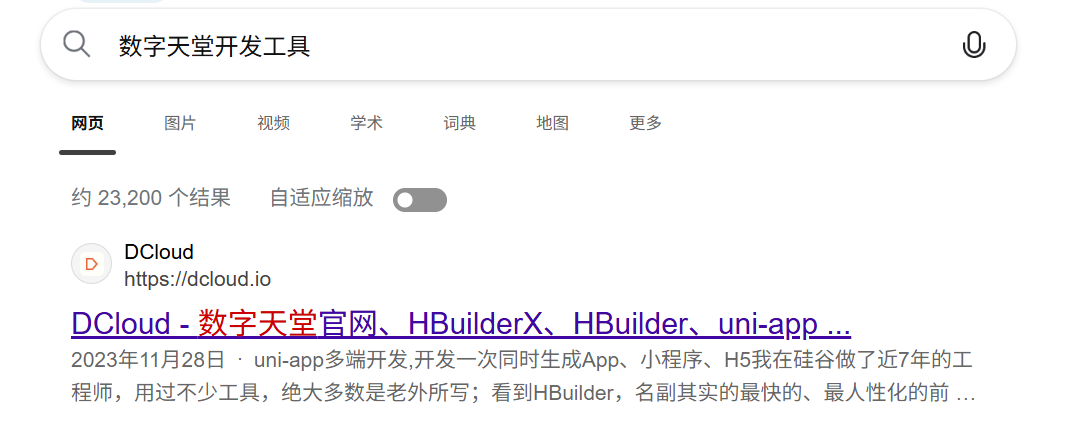 数字天堂开发工具
网页 图片 视频 学术 词典 地图 更多
约 23,200 个结果 自适应缩放
DCloud
https://dcloud.io
DCloud - 数字天堂官网、HBuilderX、HBuilder、uni-app ...
2023年11月28日 · uni-app多端开发,开发一次同时生成App、小程序、H5我在硅谷做了近7年的工
程师，用过不少工具，绝大多数是老外所写；看到HBuilder，名副其实的最快的、最人性化的前 …